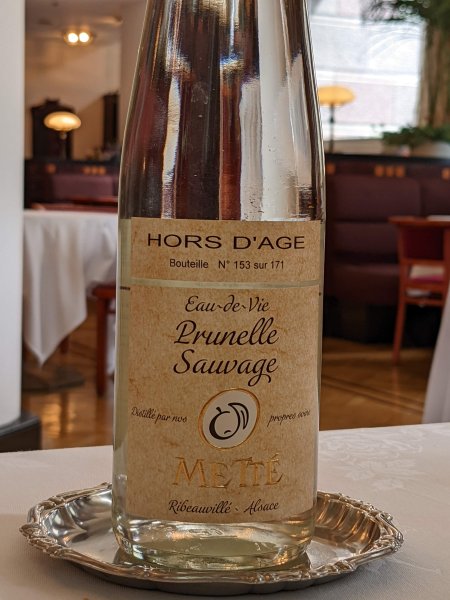 HORS D'AGE
Bouteille N° 153 sur 171
Eau-de-Vie
Prunelle
Sauvage
Distillé par nos propres soins
METTÉ
Ribeauvillé - Alsace